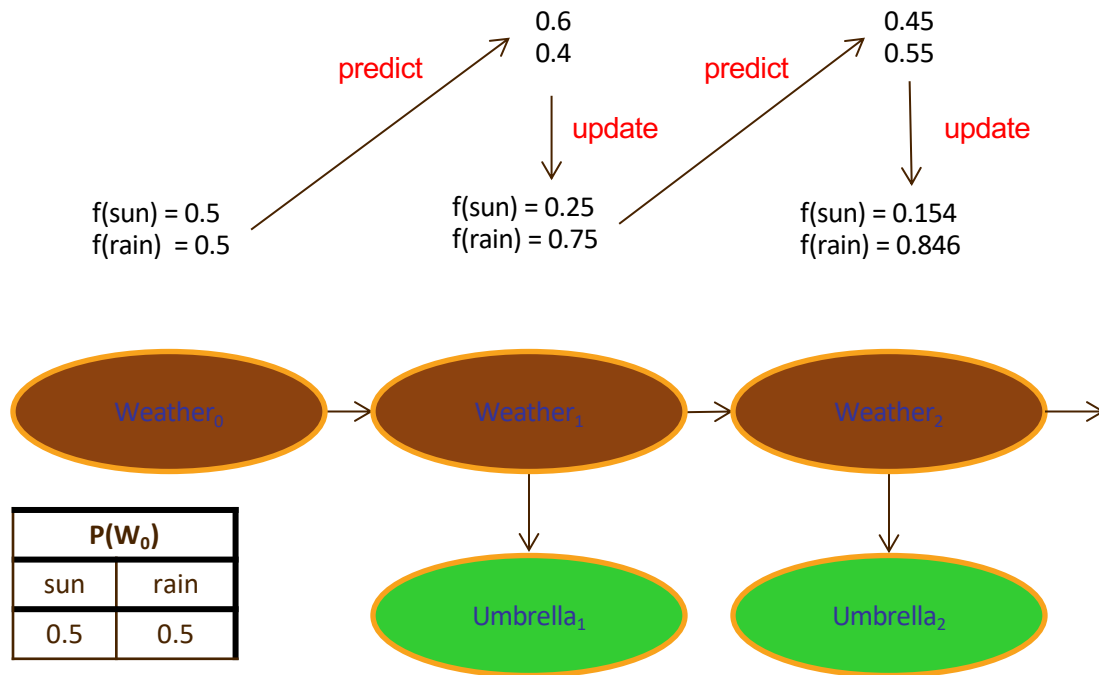 0.6
0.4
0.45
0.55
predict
predict
update
update
f(sun) = 0.5
f(rain) = 0.5
f(sun) = 0.25
f(rain) = 0.75
f(sun) = 0.154
f(rain) = 0.846
Weather₀
Weather₁
Weather₂
P(W₀)
sun rain
0.5 0.5
Umbrella₁
Umbrella₂